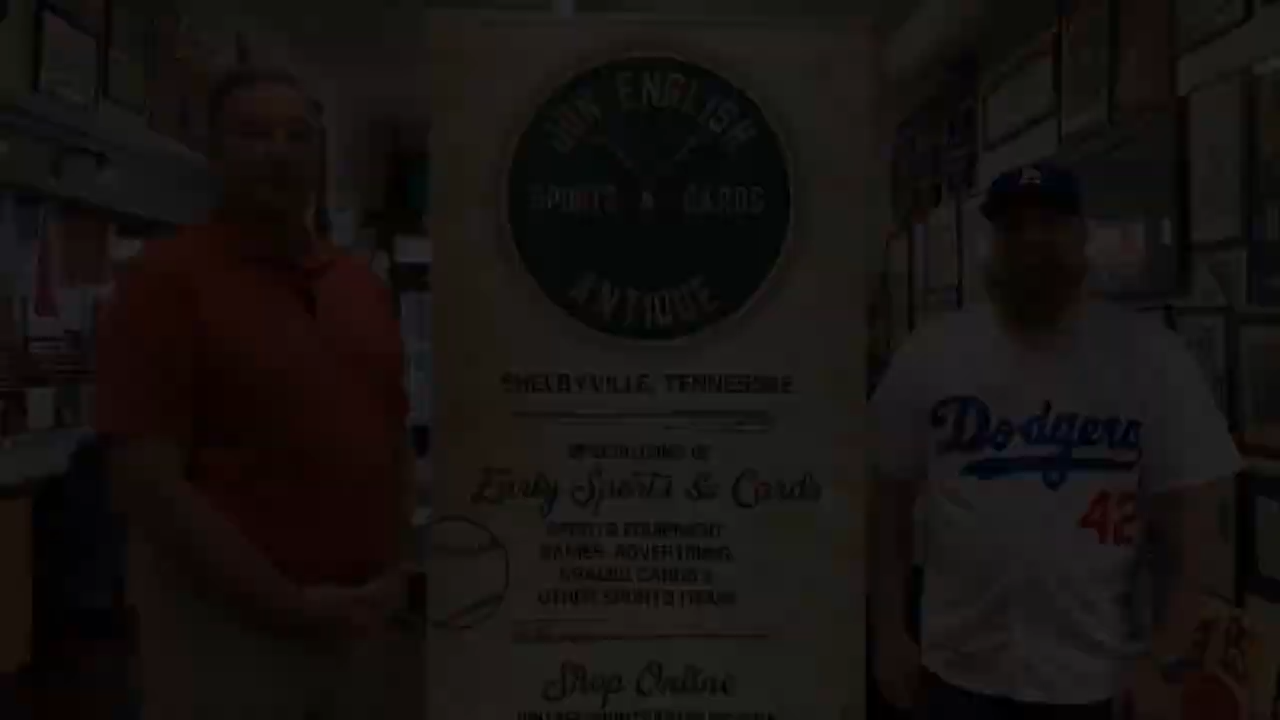 JON ENGLISH
SPORTS & CARDS
ANTIQUE
SHELBYVILLE, TENNESSEE
SPECIALIZING IN
Early Sports & Cards
SPORTS EQUIPMENT
GAMES, ADVERTISING
GRADED CARDS &
OTHER SPORTS ITEMS
Shop Online
Dodgers
42